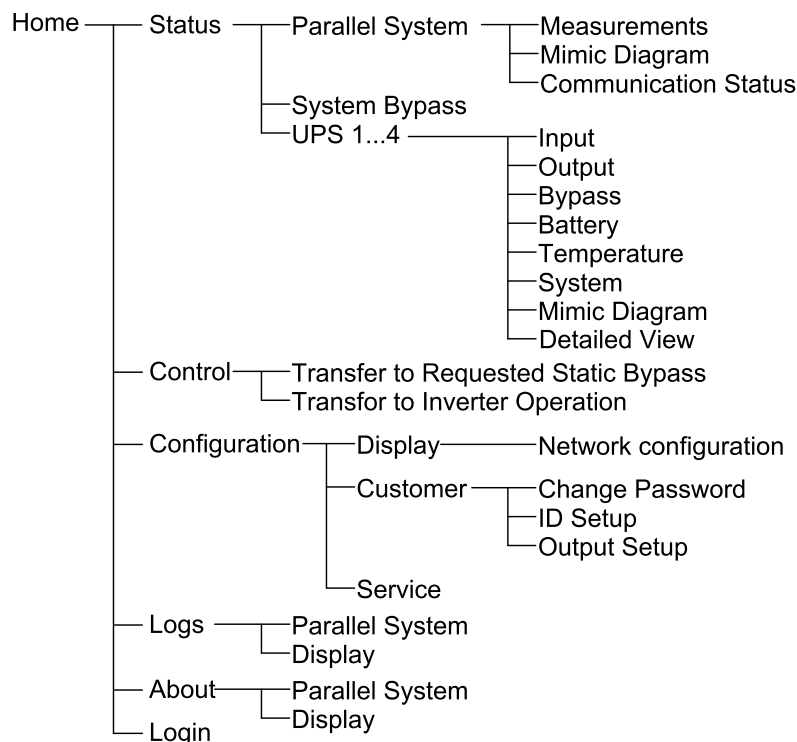 Home Status Parallel System Measurements
Mimic Diagram
Communication Status
System Bypass
UPS 1...4 Input
Output
Bypass
Battery
Temperature
System
Mimic Diagram
Detailed View
Control Transfer to Requested Static Bypass
Transfor to Inverter Operation
Configuration Display Network configuration
Customer Change Password
ID Setup
Output Setup
Service
Logs Parallel System
Display
About Parallel System
Display
Login